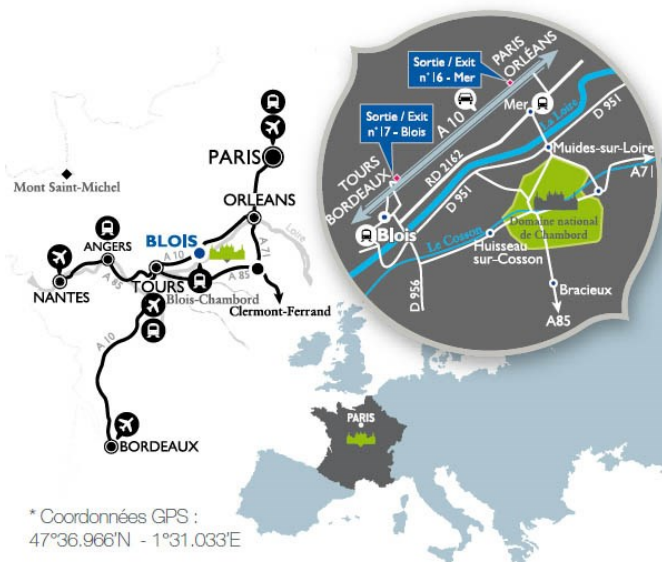 PARIS
Mont Saint-Michel
ORLEANS
Loire
BLOIS
ANGERS
A 10
A 71
A 85
NANTES
A 85
TOURS
Blois-Chambord
Clermont-Ferrand
A 10
BORDEAUX
Sortie / Exit
n°16 - Mer
PARIS
ORLÉANS
Sortie / Exit
n°17 - Blois
A 10
Mer
La Loire
D 951
Muides-sur-Loire
A71
TOURS
BORDEAUX
RD 2162
D 951
Domaine national
de Chambord
Blois
Le Cosson
Huisseau
sur-Cosson
D 956
Bracieux
A85
PARIS
* Coordonnées GPS :
47°36.966'N - 1°31.033'E